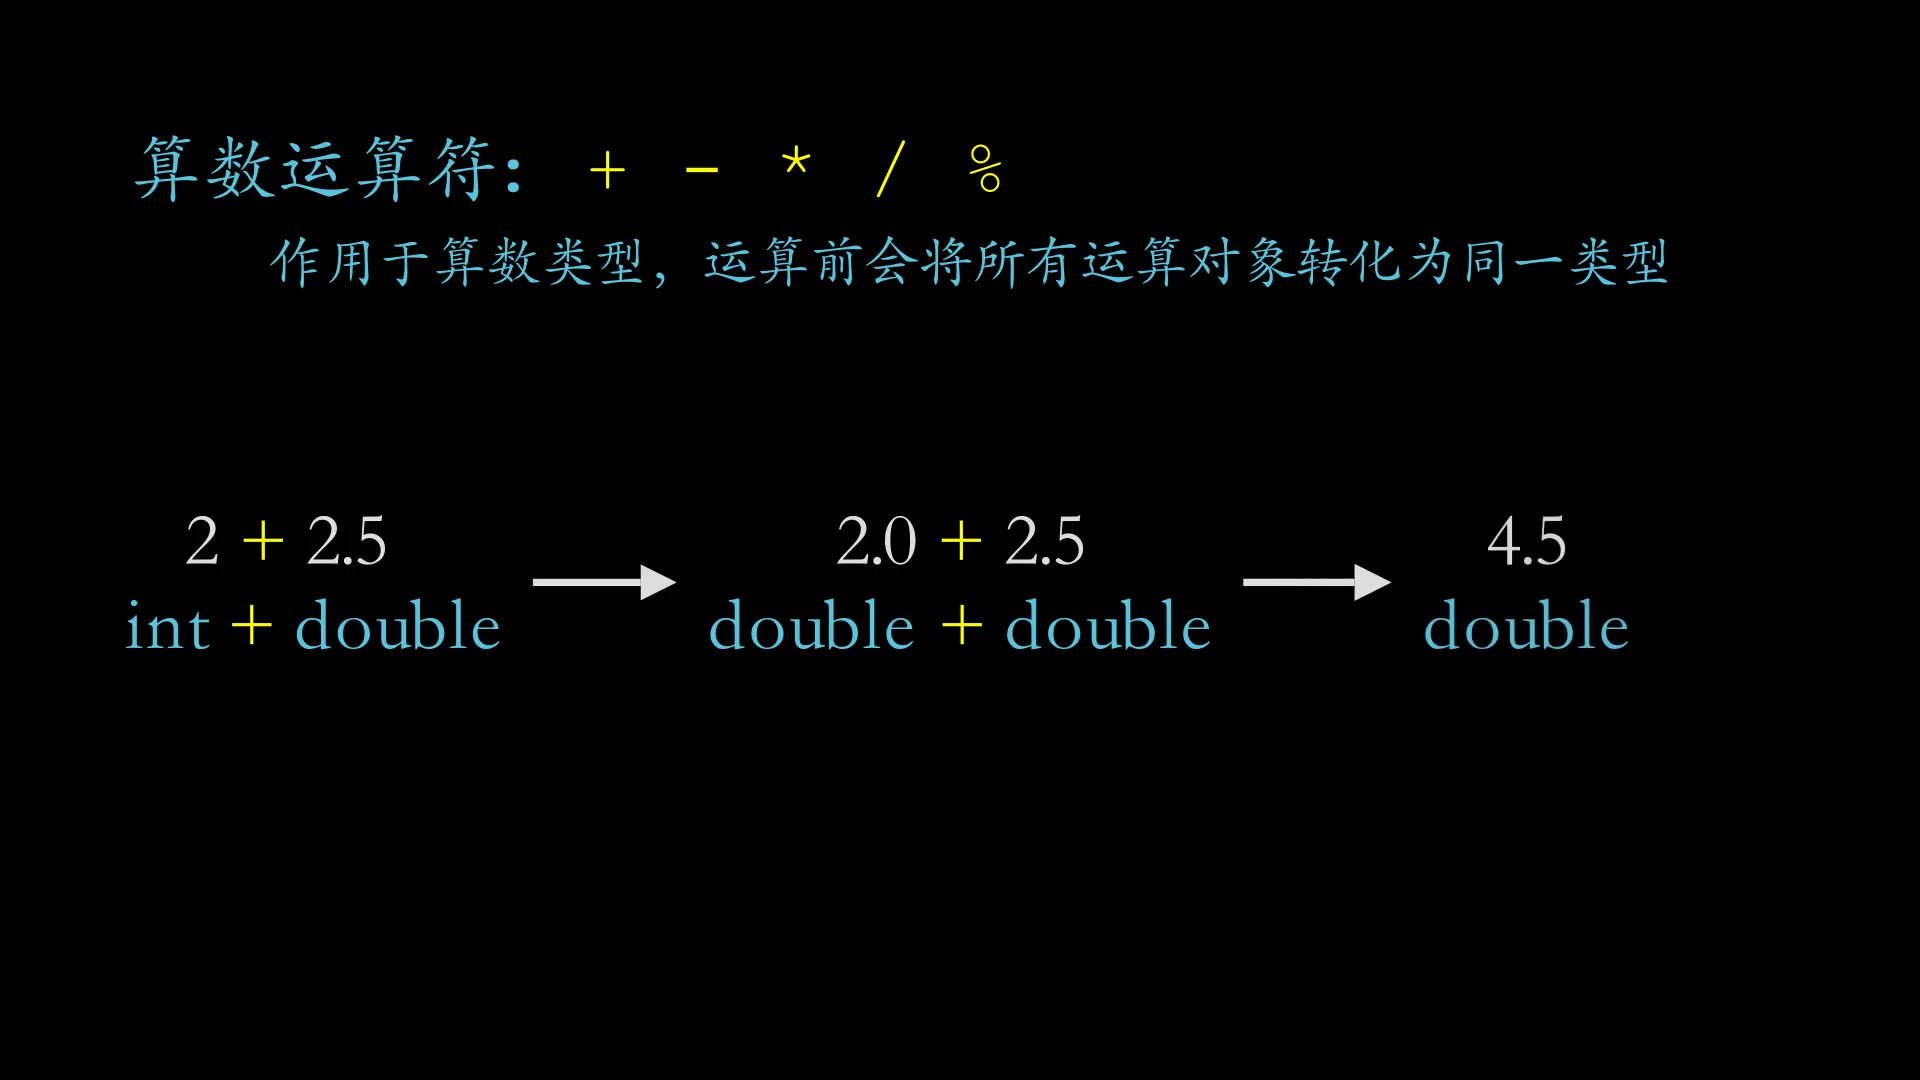 算数运算符： + - * / %
作用于算数类型，运算前会将所有运算对象转化为同一类型
2 + 2.5 2.0 + 2.5 4.5
int + double double + double double